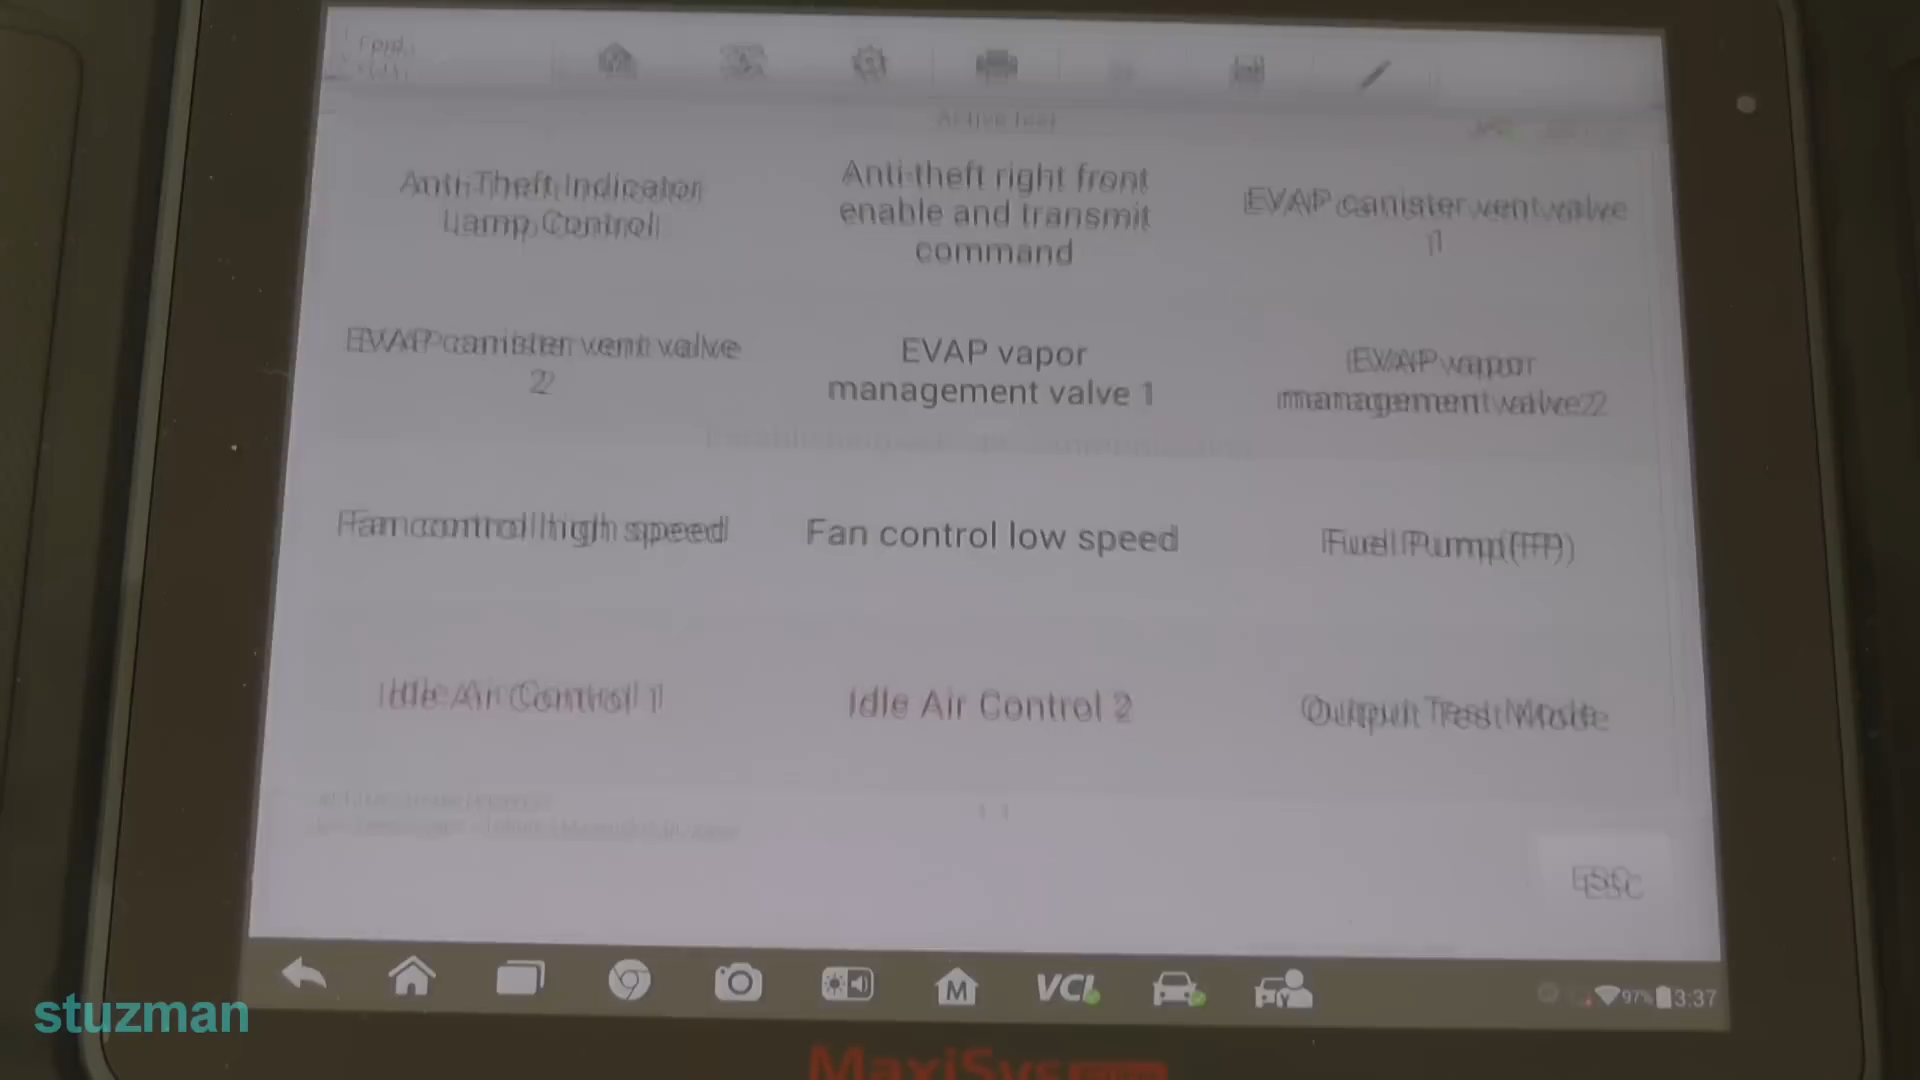 Ford
Active test
Anti-Theft Indicator
Lamp Control
Anti-theft right front
enable and transmit
command
EVAP canister vent valve
1
EVAP canister vent valve
2
EVAP vapor
management valve 1
EVAP vapor
management valve 2
Fan control high speed
Fan control low speed
Fuel Pump(FP)
Idle Air Control 1
Idle Air Control 2
Output Test Mode
ESC
M
VCI
97%
3:37
stuzman
MaxiSys